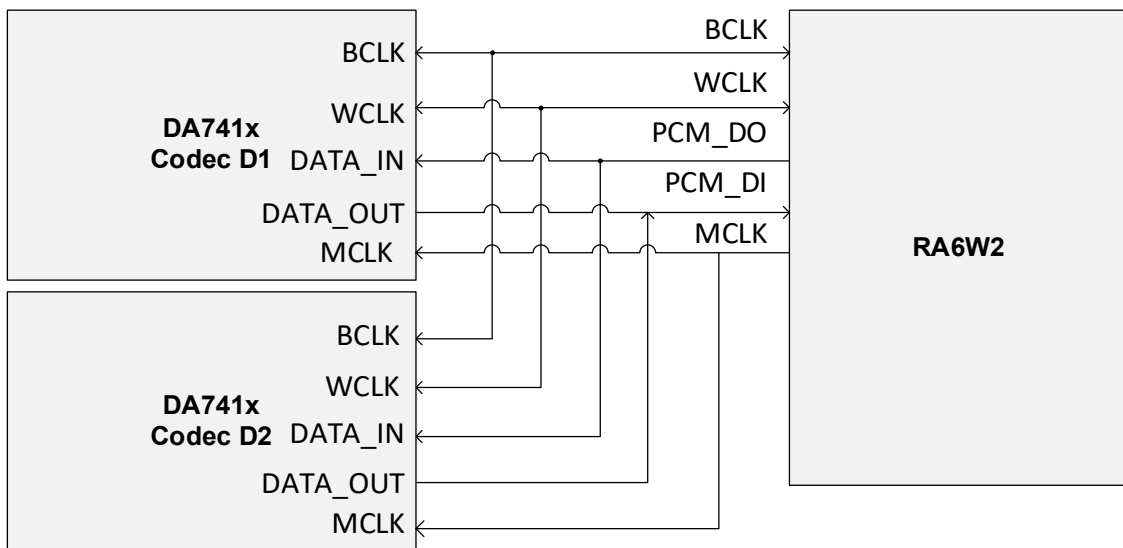 BCLK
WCLK
DA741x
Codec D1
DATA_IN
DATA_OUT
MCLK
BCLK
WCLK
PCM_DO
PCM_DI
MCLK
RA6W2
BCLK
WCLK
DA741x
Codec D2
DATA_IN
DATA_OUT
MCLK